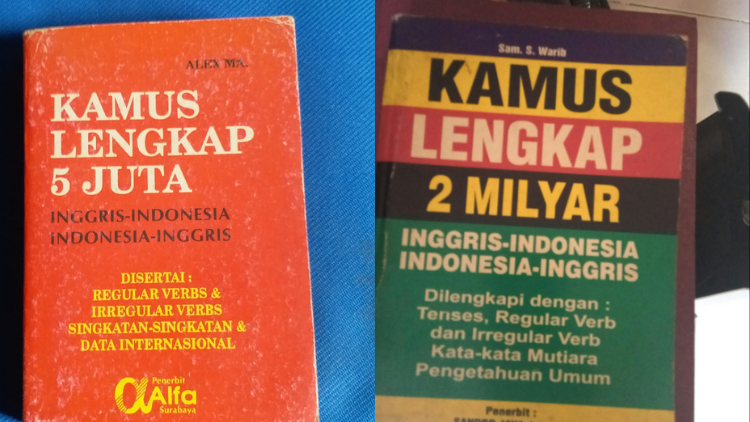 ALEX MA.
KAMUS
LENGKAP
5 JUTA
INGGRIS-INDONESIA
INDONESIA-INGGRIS
DISERTAI :
REGULAR VERBS &
IRREGULAR VERBS
SINGKATAN-SINGKATAN &
DATA INTERNASIONAL
Penerbit
Alfa
Surabaya
Sam. S. Warib
KAMUS
LENGKAP
2 MILYAR
INGGRIS-INDONESIA
INDONESIA-INGGRIS
Dilengkapi dengan :
Tenses, Regular Verb
dan Irregular Verb
Kata-kata Mutiara
Pengetahuan Umum
Penerbit :